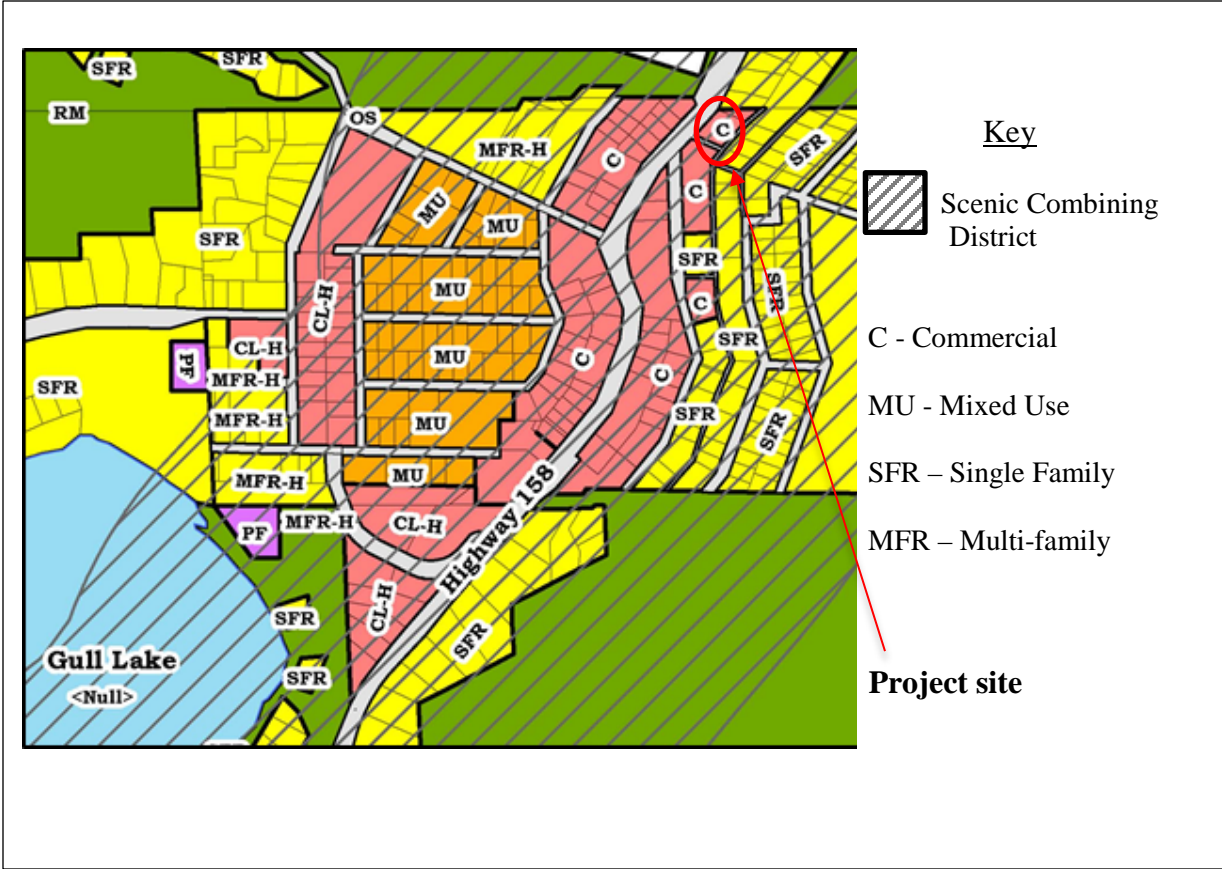 SFR
SFR
RM
OS
MFR-H
C
C
SFR
MU
MU
C
SFR
SFR
MU
CL-H
C
SFR
CL-H
MU
SFR
PF
MFR-H
C
C
SFR
MFR-H
MU
SFR
SFR
MFR-H
MU
PF
MFR-H
CL-H
Highway 158
CL-H
SFR
SFR
Gull Lake
<Null>
SFR
Key
Scenic Combining
District
C - Commercial
MU - Mixed Use
SFR – Single Family
MFR – Multi-family
Project site